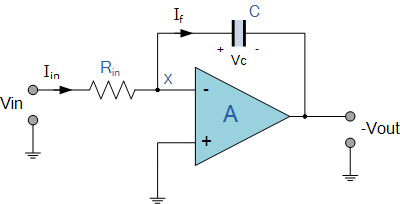 If C
+ Vc -
Iin Rin X
Vin - A -Vout
+